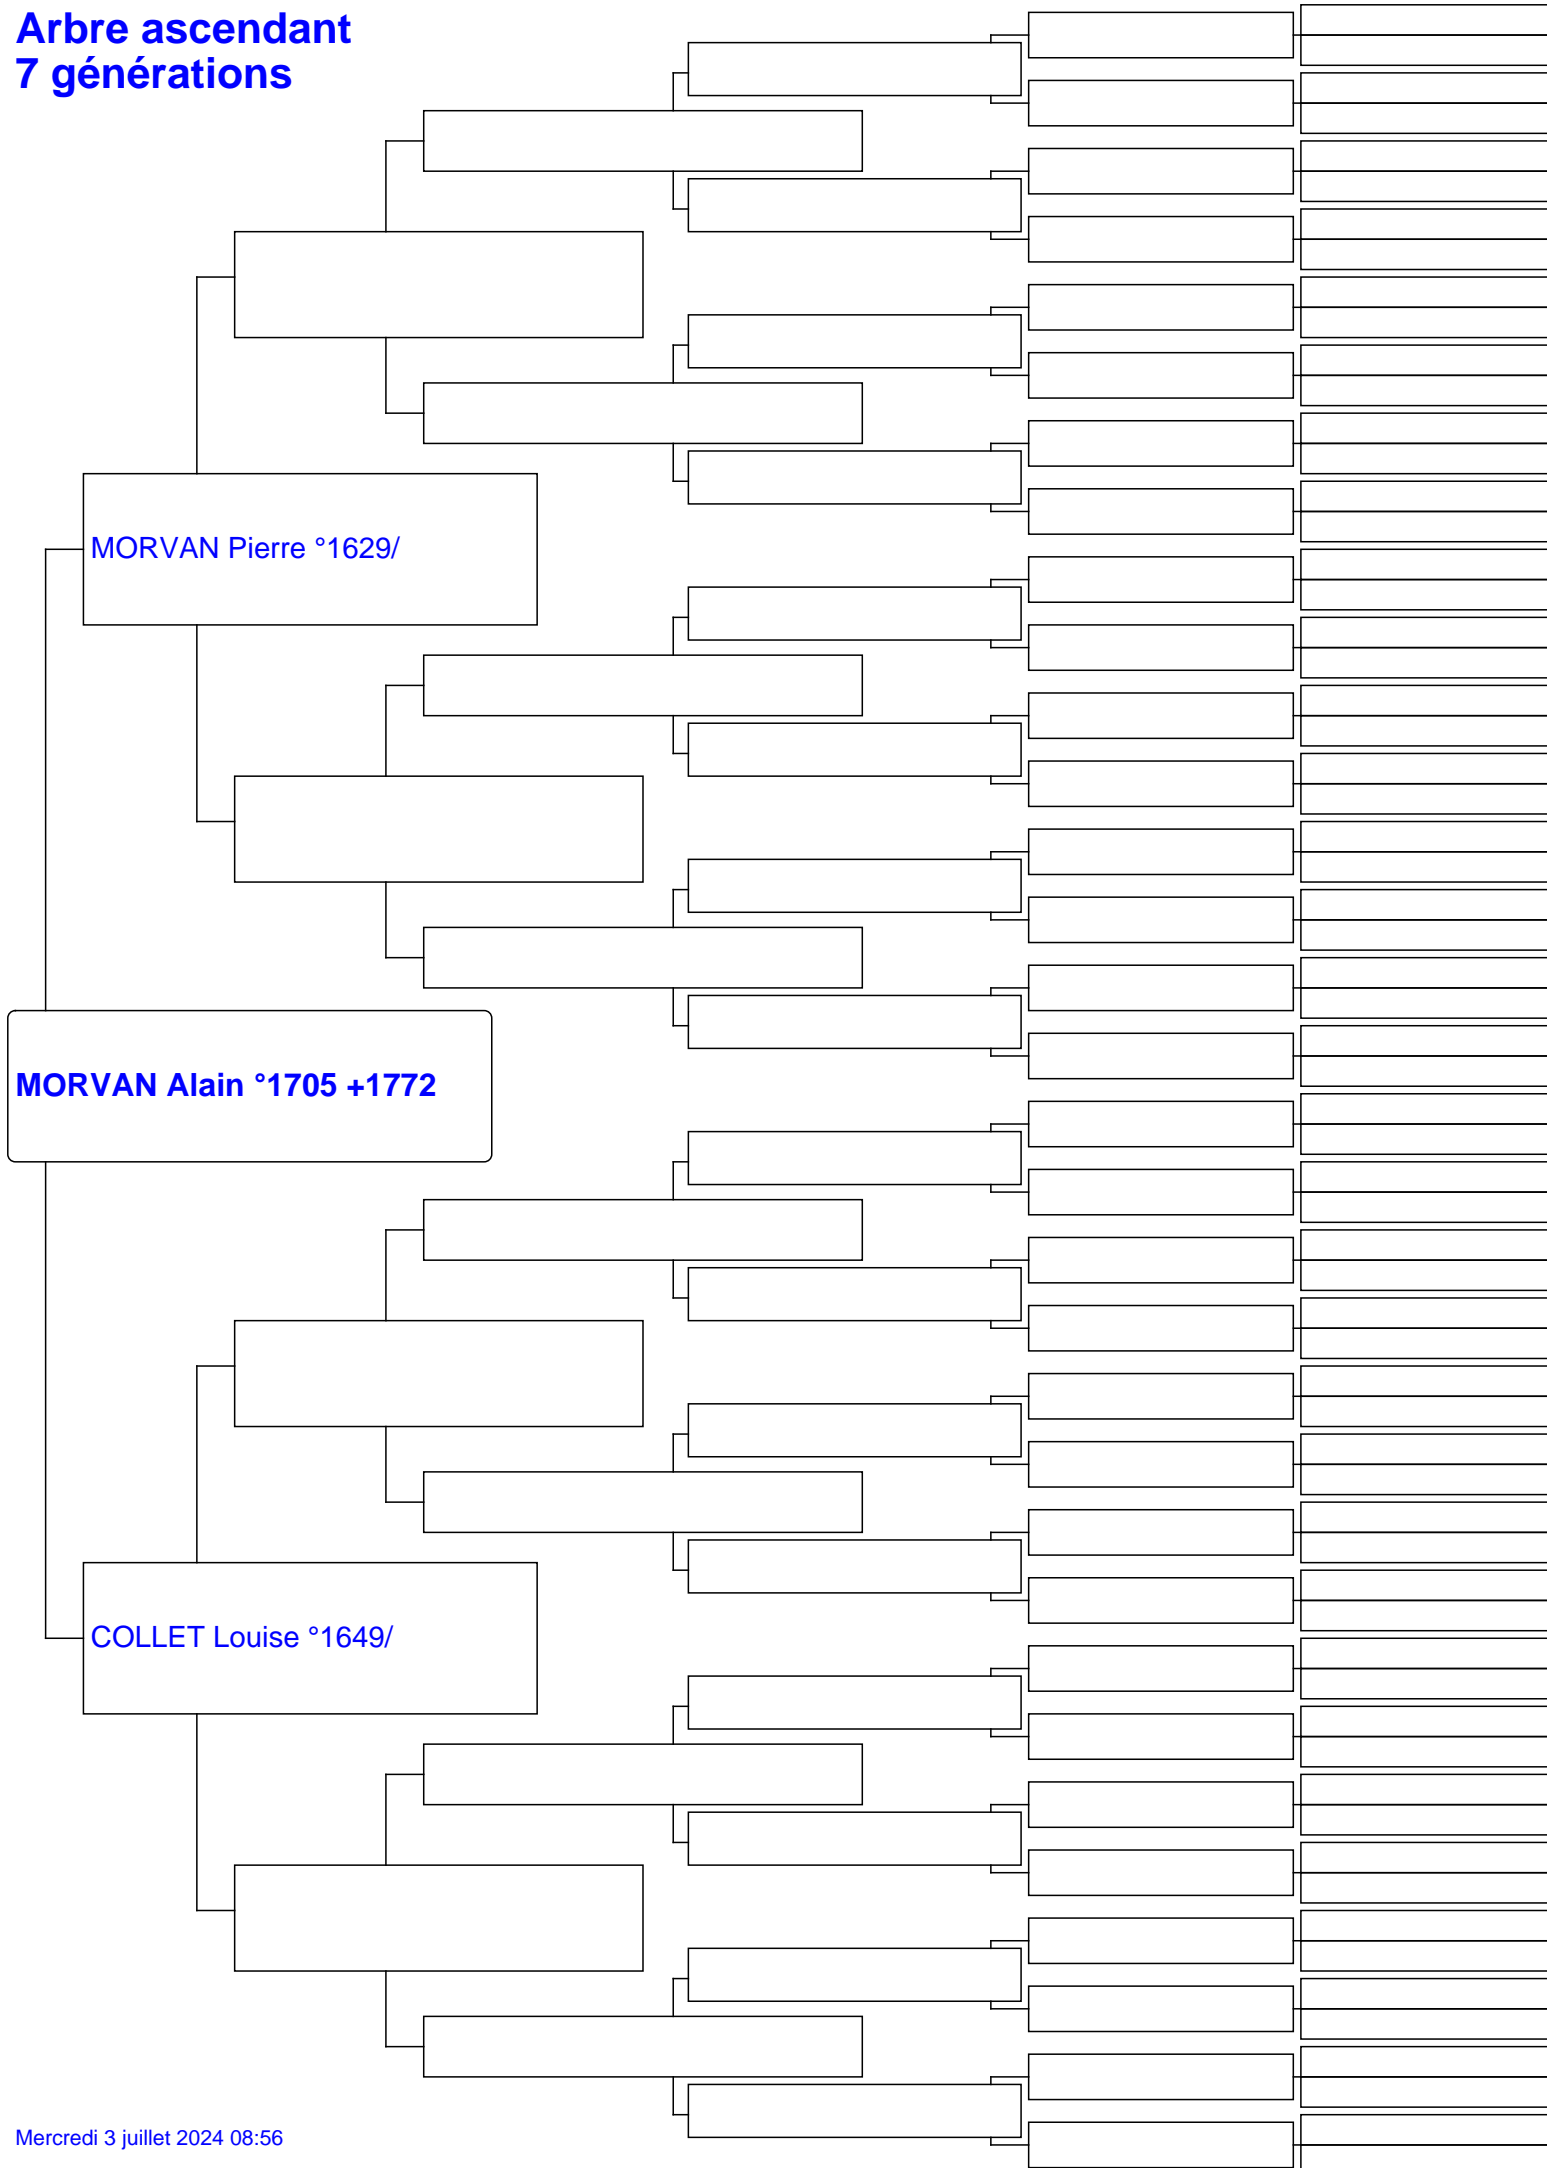 Arbre ascendant
7 générations
MORVAN Pierre °1629/
MORVAN Alain °1705 +1772
COLLET Louise °1649/
Mercredi 3 juillet 2024 08:56